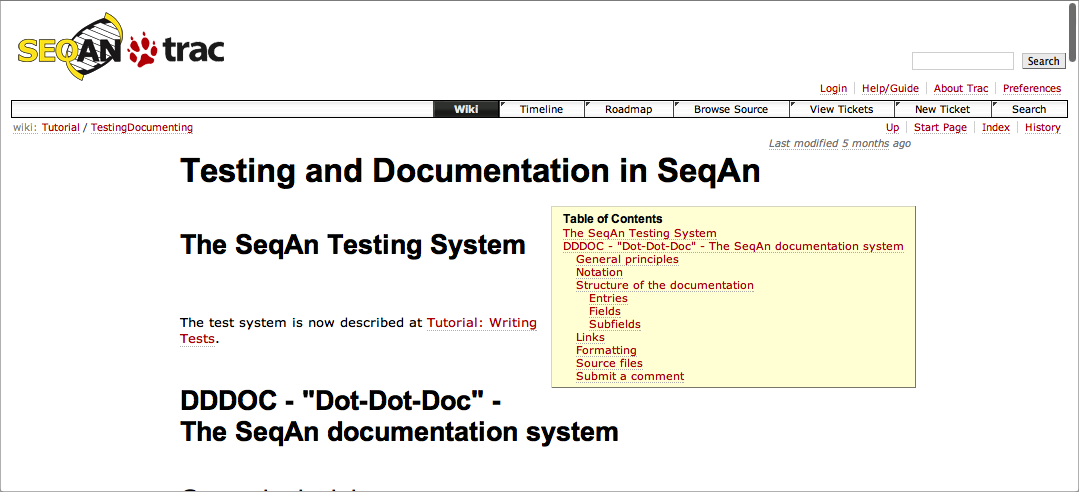 SEQAN trac
Search
Login Help/Guide About Trac Preferences
Wiki Timeline Roadmap Browse Source View Tickets New Ticket Search
wiki: Tutorial / TestingDocumenting
Up Start Page Index History
Last modified 5 months ago
Testing and Documentation in SeqAn
Table of Contents
The SeqAn Testing System
DDDOC - "Dot-Dot-Doc" - The SeqAn documentation system
General principles
Notation
Structure of the documentation
Entries
Fields
Subfields
Links
Formatting
Source files
Submit a comment
The SeqAn Testing System
The test system is now described at Tutorial: Writing
Tests.
DDDOC - "Dot-Dot-Doc" -
The SeqAn documentation system